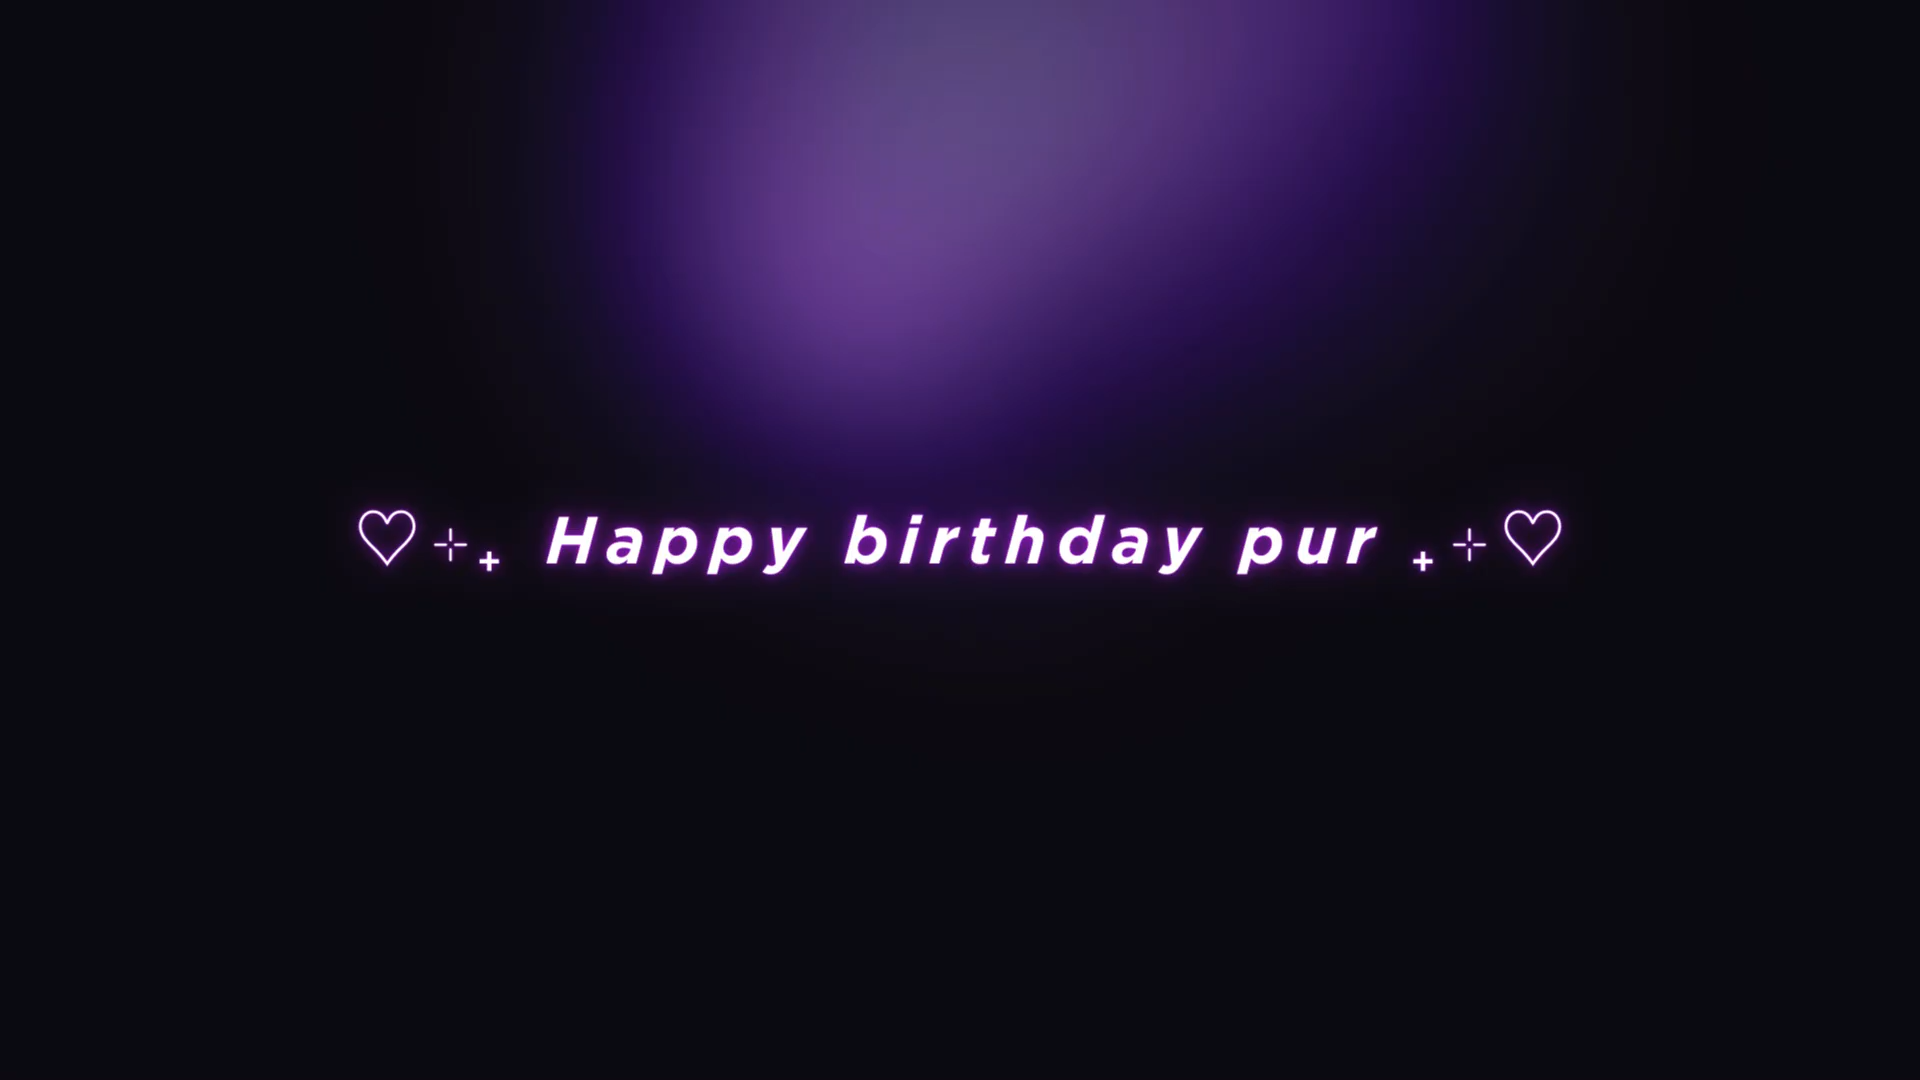 ♡ ⊹ ₊ Happy birthday pur ₊ ⊹ ♡